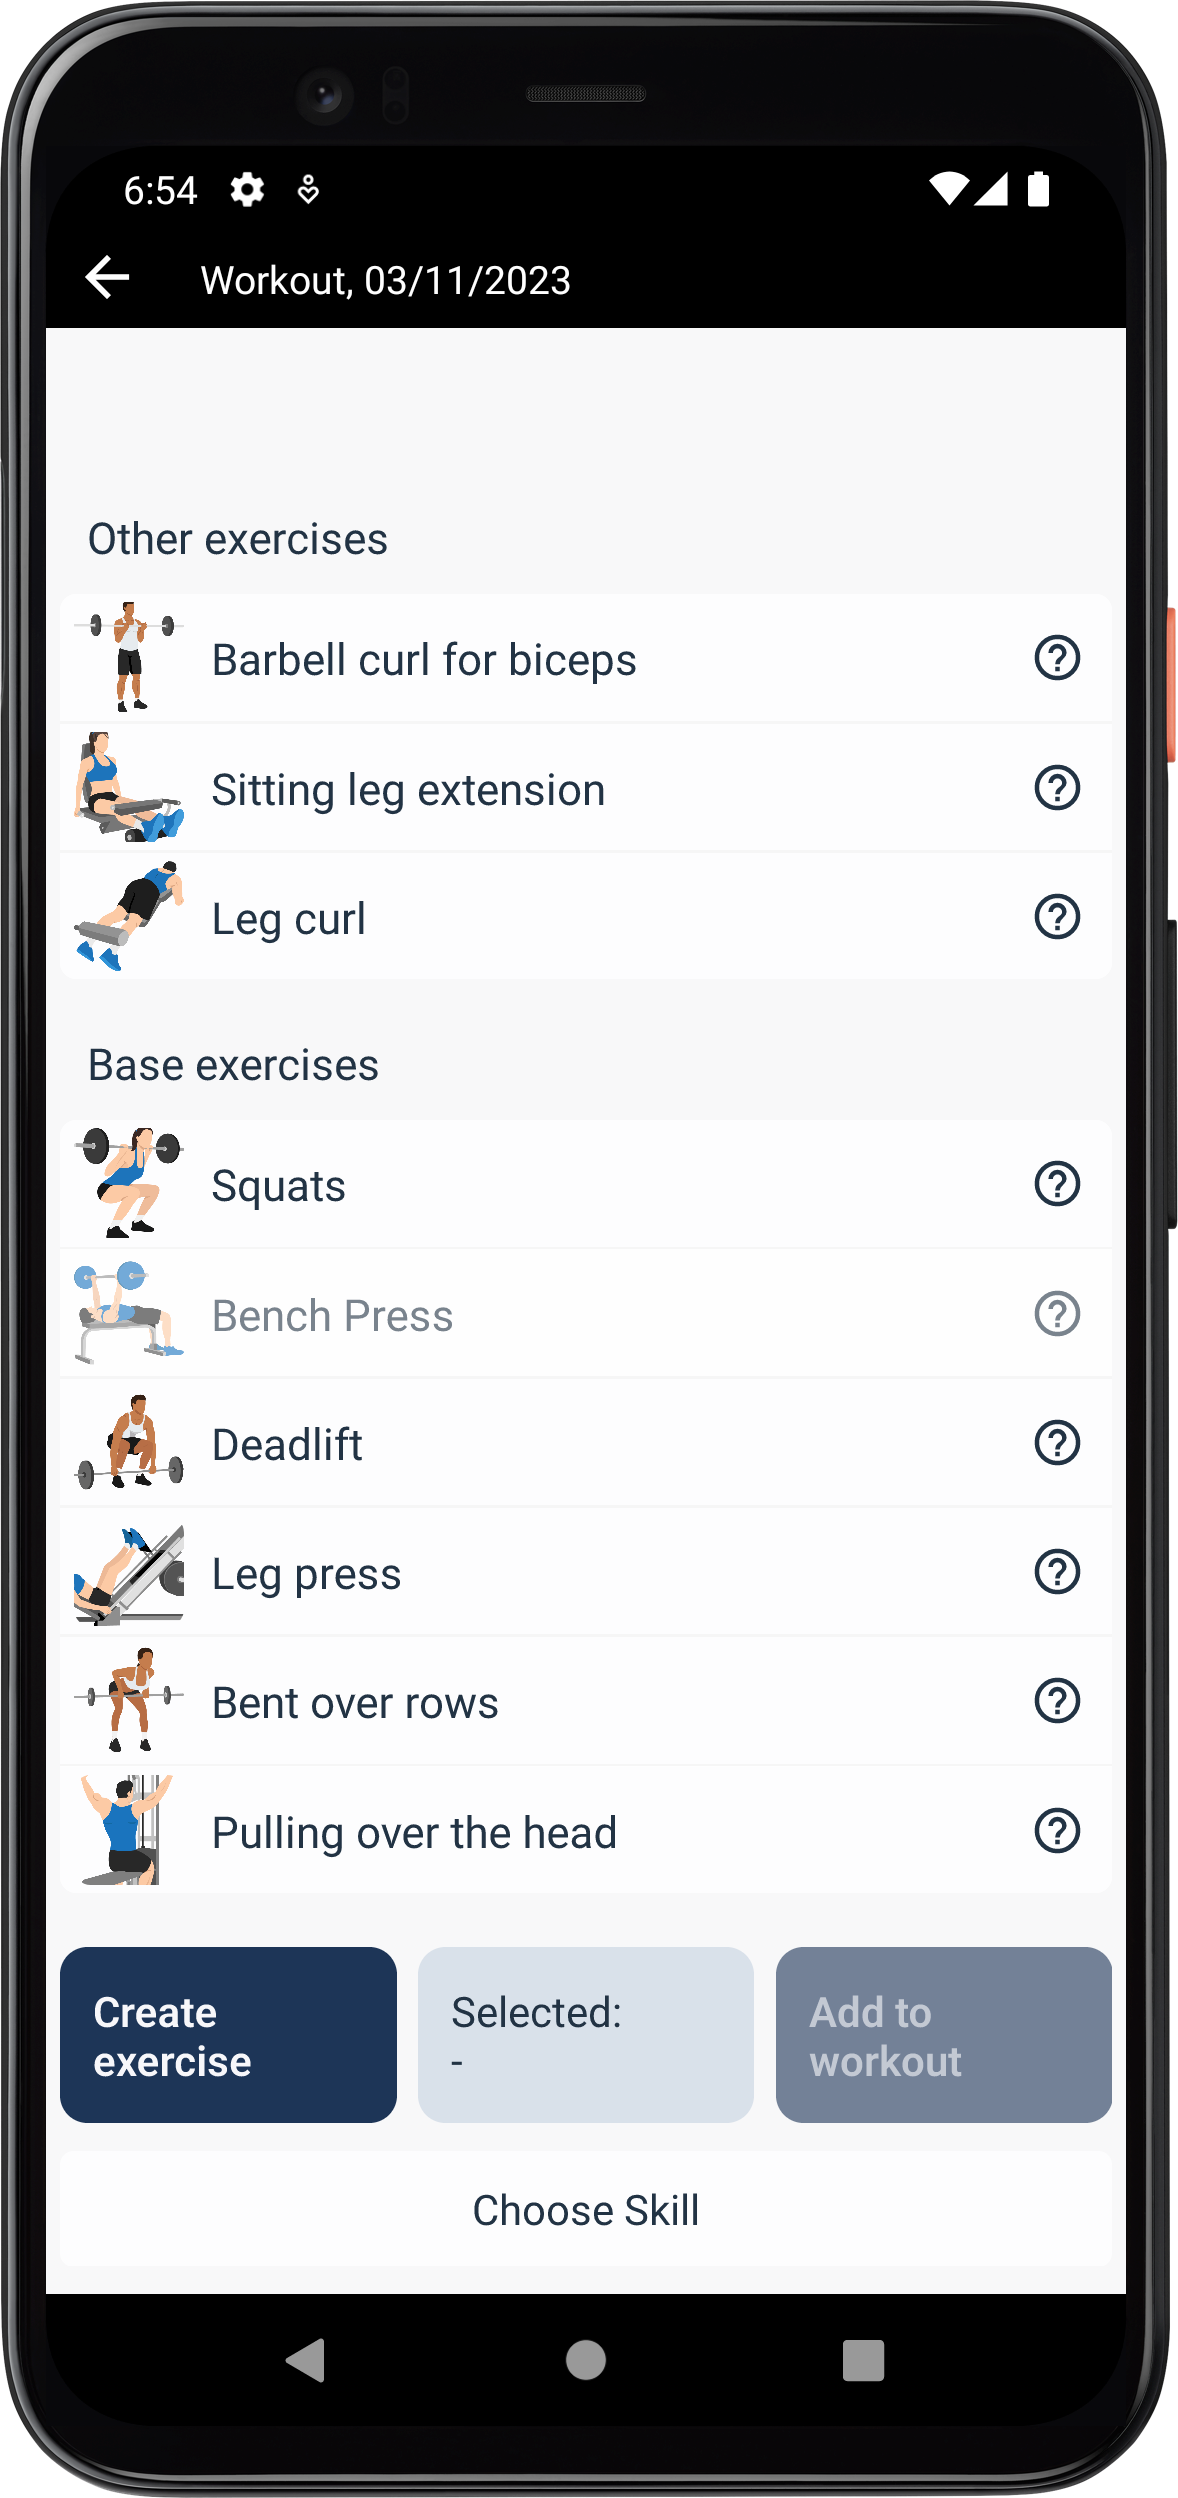 6:54
Workout, 03/11/2023
Other exercises
Barbell curl for biceps
Sitting leg extension
Leg curl
Base exercises
Squats
Bench Press
Deadlift
Leg press
Bent over rows
Pulling over the head
Create
exercise
Selected:
-
Add to
workout
Choose Skill